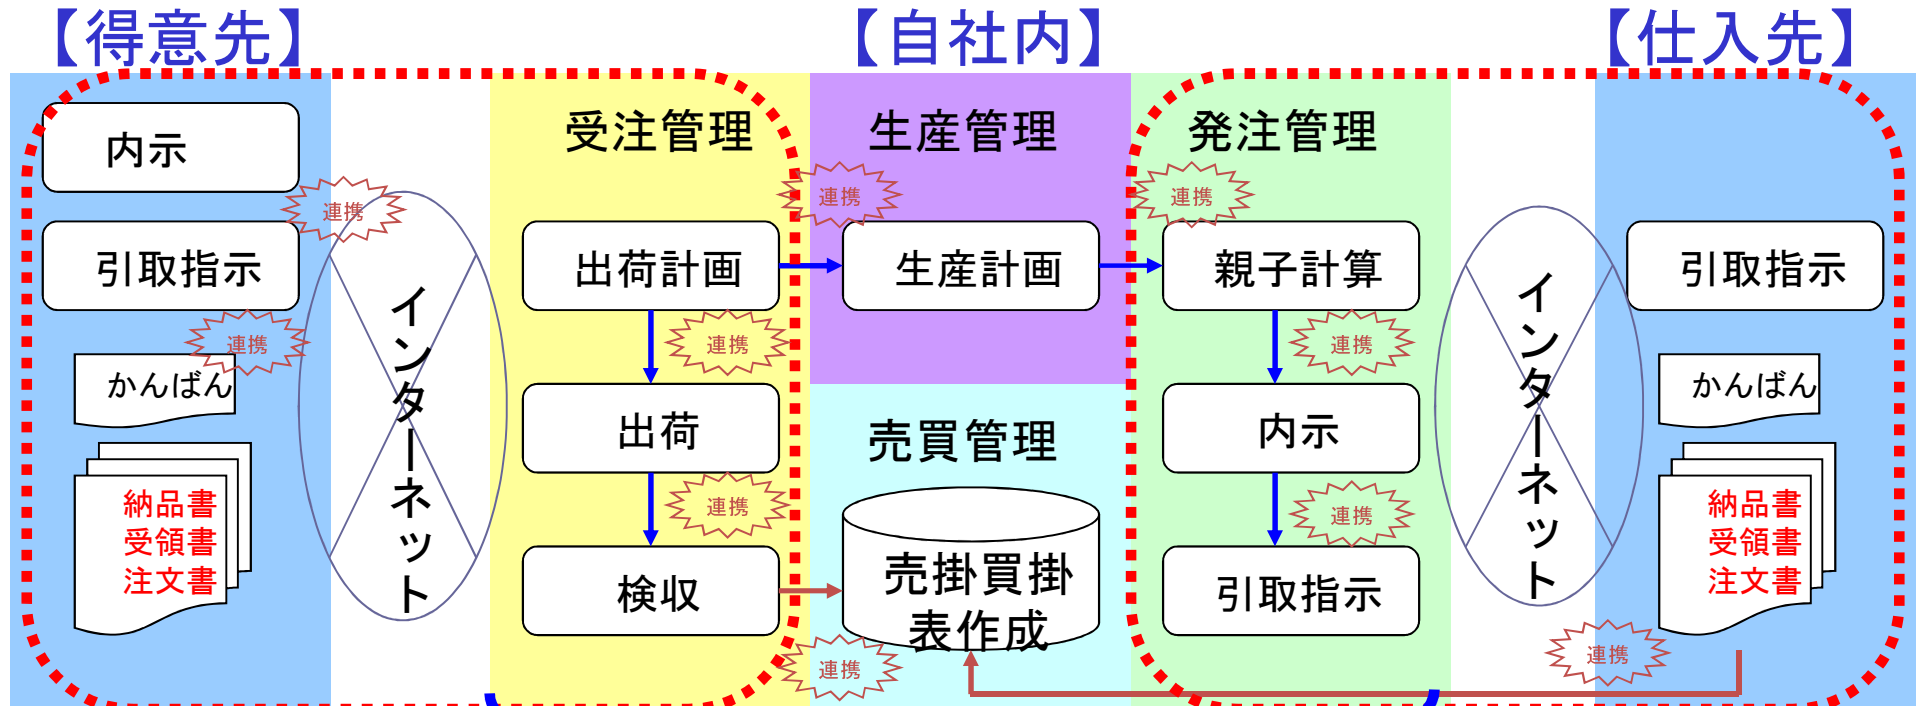 【得意先】
【自社内】
【仕入先】
内示
引取指示
連携
連携
かんばん
納品書
受領書
注文書
インターネット
受注管理
出荷計画
連携
出荷
連携
検収
生産管理
連携
生産計画
売買管理
売掛買掛
表作成
連携
発注管理
連携
親子計算
連携
内示
連携
引取指示
インターネット
引取指示
かんばん
納品書
受領書
注文書
連携